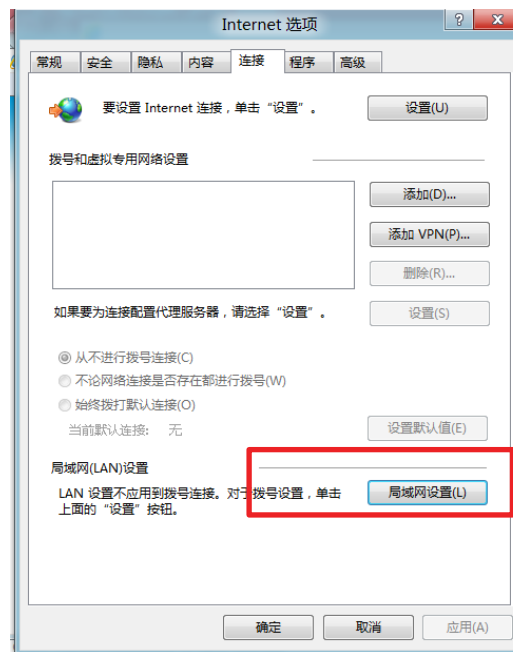 Internet 选项
常规 安全 隐私 内容 连接 程序 高级
要设置 Internet 连接，单击“设置”。 设置(U)
拨号和虚拟专用网络设置
添加(D)...
添加 VPN(P)...
删除(R)...
如果要为连接配置代理服务器，请选择“设置”。 设置(S)
从不进行拨号连接(C)
不论网络连接是否存在都进行拨号(W)
始终拨打默认连接(O)
当前默认连接: 无 设置默认值(E)
局域网(LAN)设置
LAN 设置不应用到拨号连接。对于拨号设置，单击 局域网设置(L)
上面的“设置”按钮。
确定 取消 应用(A)